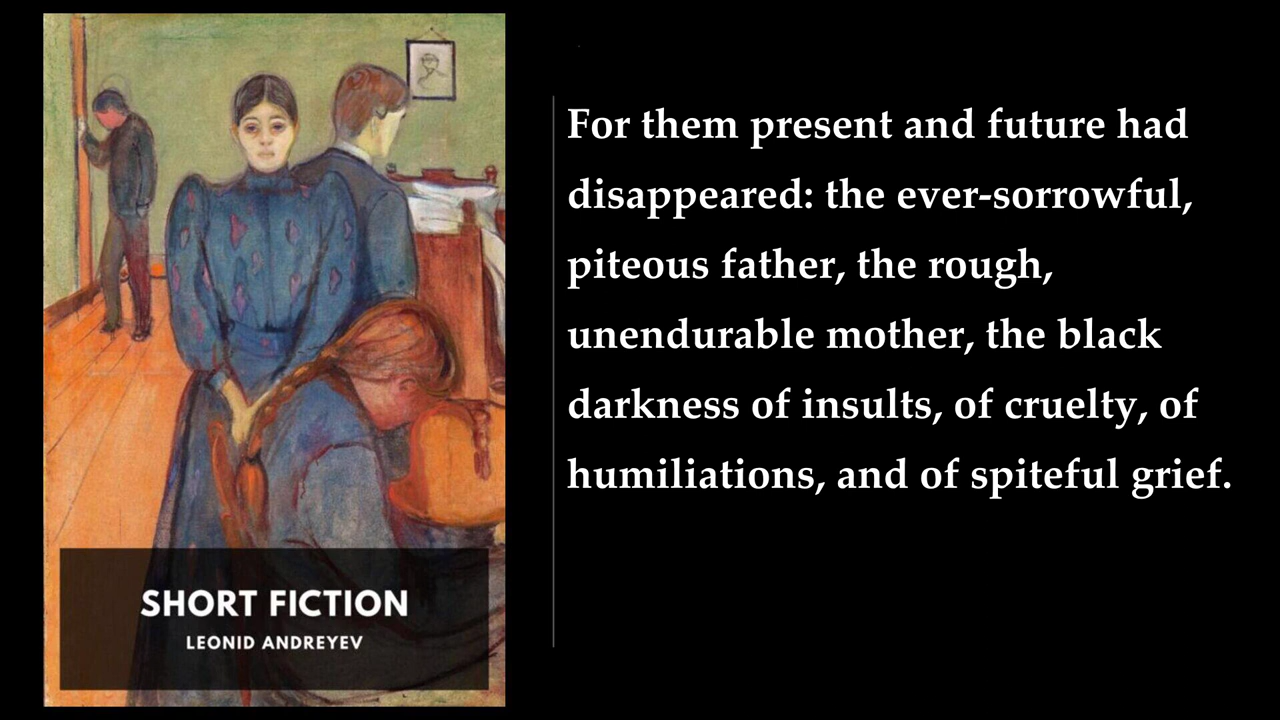 SHORT FICTION
LEONID ANDREYEV
For them present and future had
disappeared: the ever-sorrowful,
piteous father, the rough,
unendurable mother, the black
darkness of insults, of cruelty, of
humiliations, and of spiteful grief.